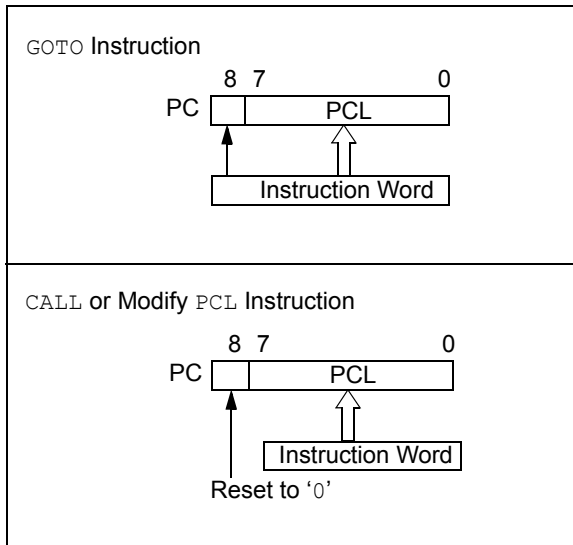 GOTO Instruction
8 7 0
PC PCL
Instruction Word
CALL or Modify PCL Instruction
8 7 0
PC PCL
Instruction Word
Reset to ‘0’